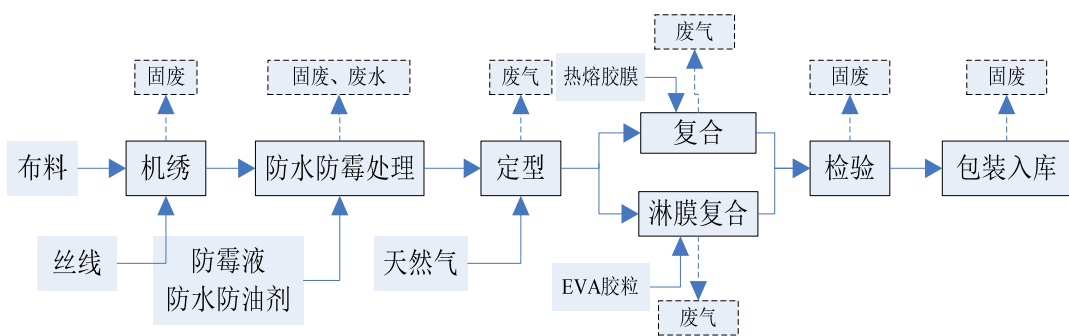 废气
固废
固废、废水
废气
热熔胶膜
固废
固废
布料
机绣
防水防霉处理
定型
复合
检验
包装入库
淋膜复合
丝线
防霉液
防水防油剂
天然气
EVA胶粒
废气